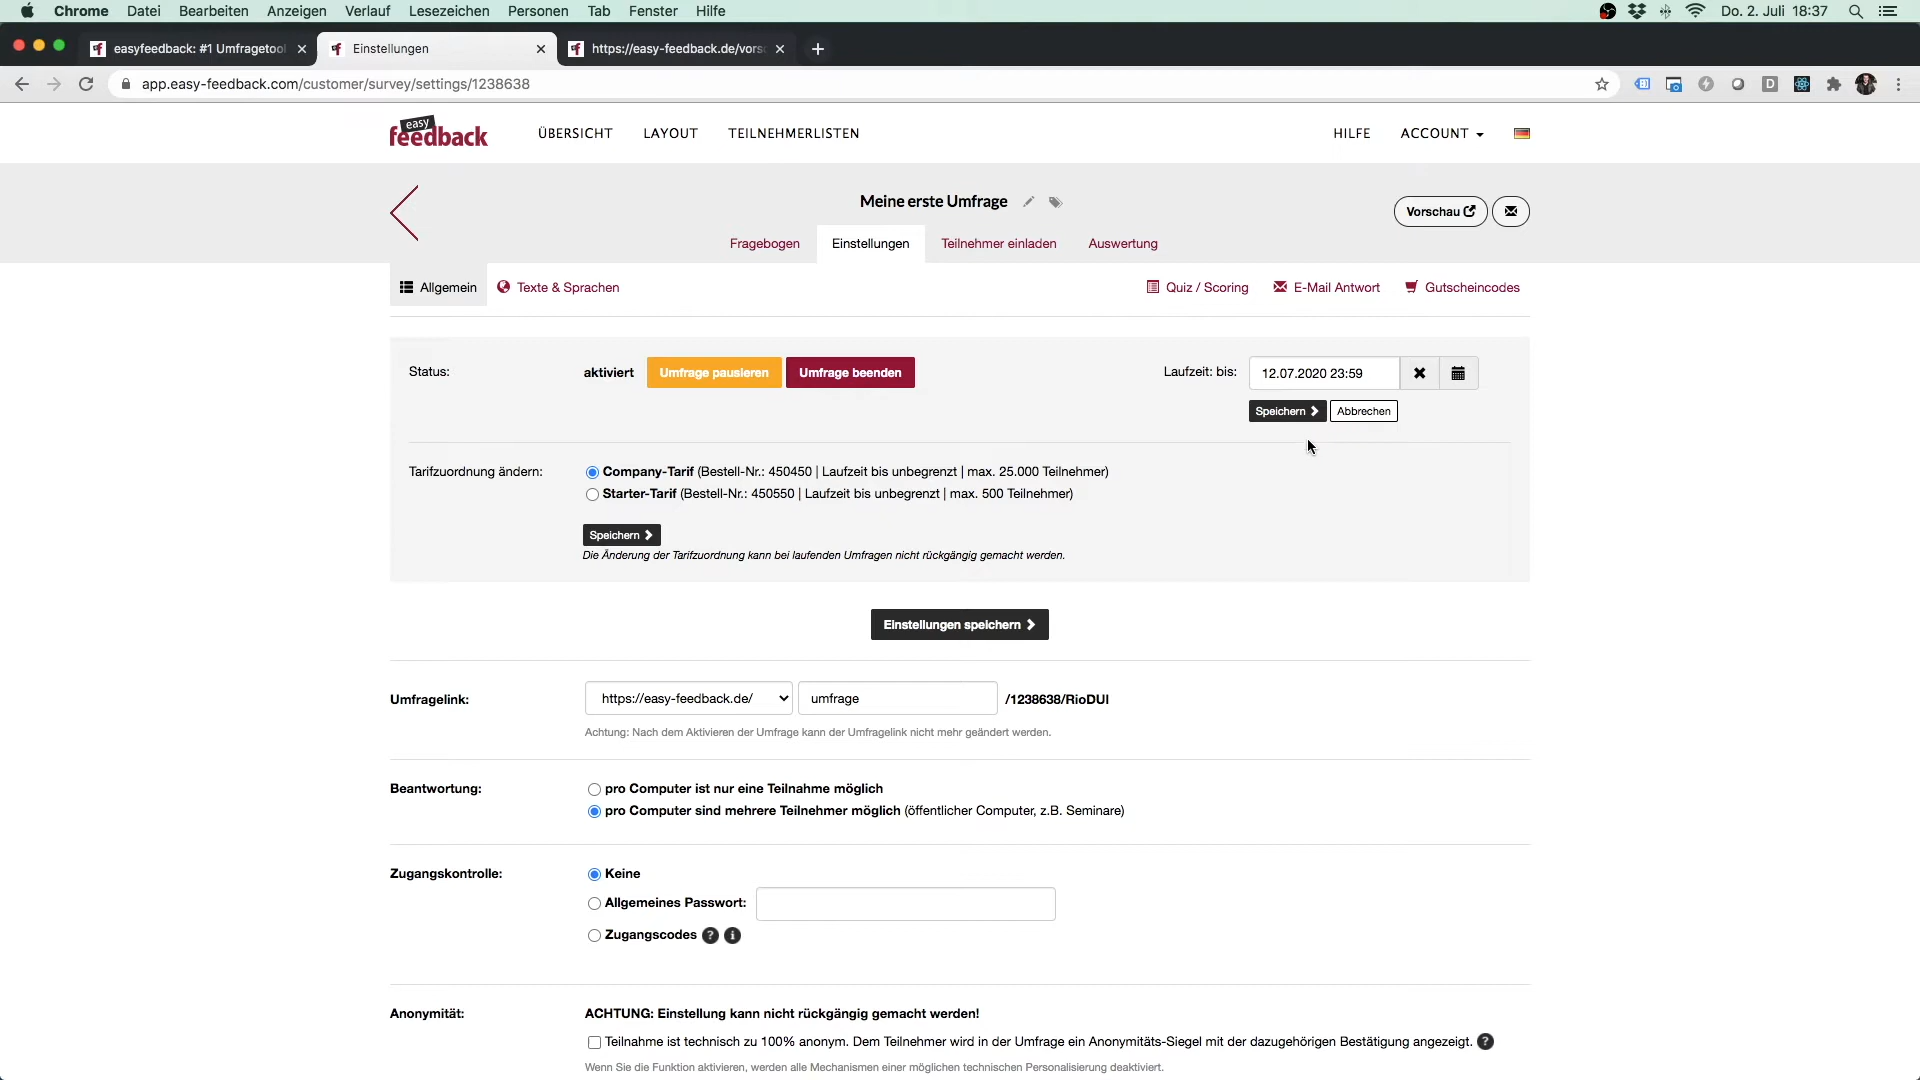 Chrome Datei Bearbeiten Anzeigen Verlauf Lesezeichen Personen Tab Fenster Hilfe Do. 2. Juli 18:37
easyfeedback: #1 Umfragetool
Einstellungen
https://easy-feedback.de/vors
app.easy-feedback.com/customer/survey/settings/1238638
easy
feedback
ÜBERSICHT LAYOUT TEILNEHMERLISTEN HILFE ACCOUNT
Meine erste Umfrage
Vorschau
Fragebogen Einstellungen Teilnehmer einladen Auswertung
Allgemein Texte & Sprachen Quiz / Scoring E-Mail Antwort Gutscheincodes
Status: aktiviert Umfrage pausieren Umfrage beenden Laufzeit: bis: 12.07.2020 23:59
Speichern Abbrechen
Tarifzuordnung ändern: Company-Tarif (Bestell-Nr.: 450450 | Laufzeit bis unbegrenzt | max. 25.000 Teilnehmer)
Starter-Tarif (Bestell-Nr.: 450550 | Laufzeit bis unbegrenzt | max. 500 Teilnehmer)
Speichern
Die Änderung der Tarifzuordnung kann bei laufenden Umfragen nicht rückgängig gemacht werden.
Einstellungen speichern
Umfragelink: https://easy-feedback.de/ umfrage /1238638/RioDUI
Achtung: Nach dem Aktivieren der Umfrage kann der Umfragelink nicht mehr geändert werden.
Beantwortung: pro Computer ist nur eine Teilnahme möglich
pro Computer sind mehrere Teilnehmer möglich (öffentlicher Computer, z.B. Seminare)
Zugangskontrolle: Keine
Allgemeines Passwort:
Zugangscodes ? i
Anonymität: ACHTUNG: Einstellung kann nicht rückgängig gemacht werden!
Teilnahme ist technisch zu 100% anonym. Dem Teilnehmer wird in der Umfrage ein Anonymitäts-Siegel mit der dazugehörigen Bestätigung angezeigt. ?
Wenn Sie die Funktion aktivieren, werden alle Mechanismen einer möglichen technischen Personalisierung deaktiviert.